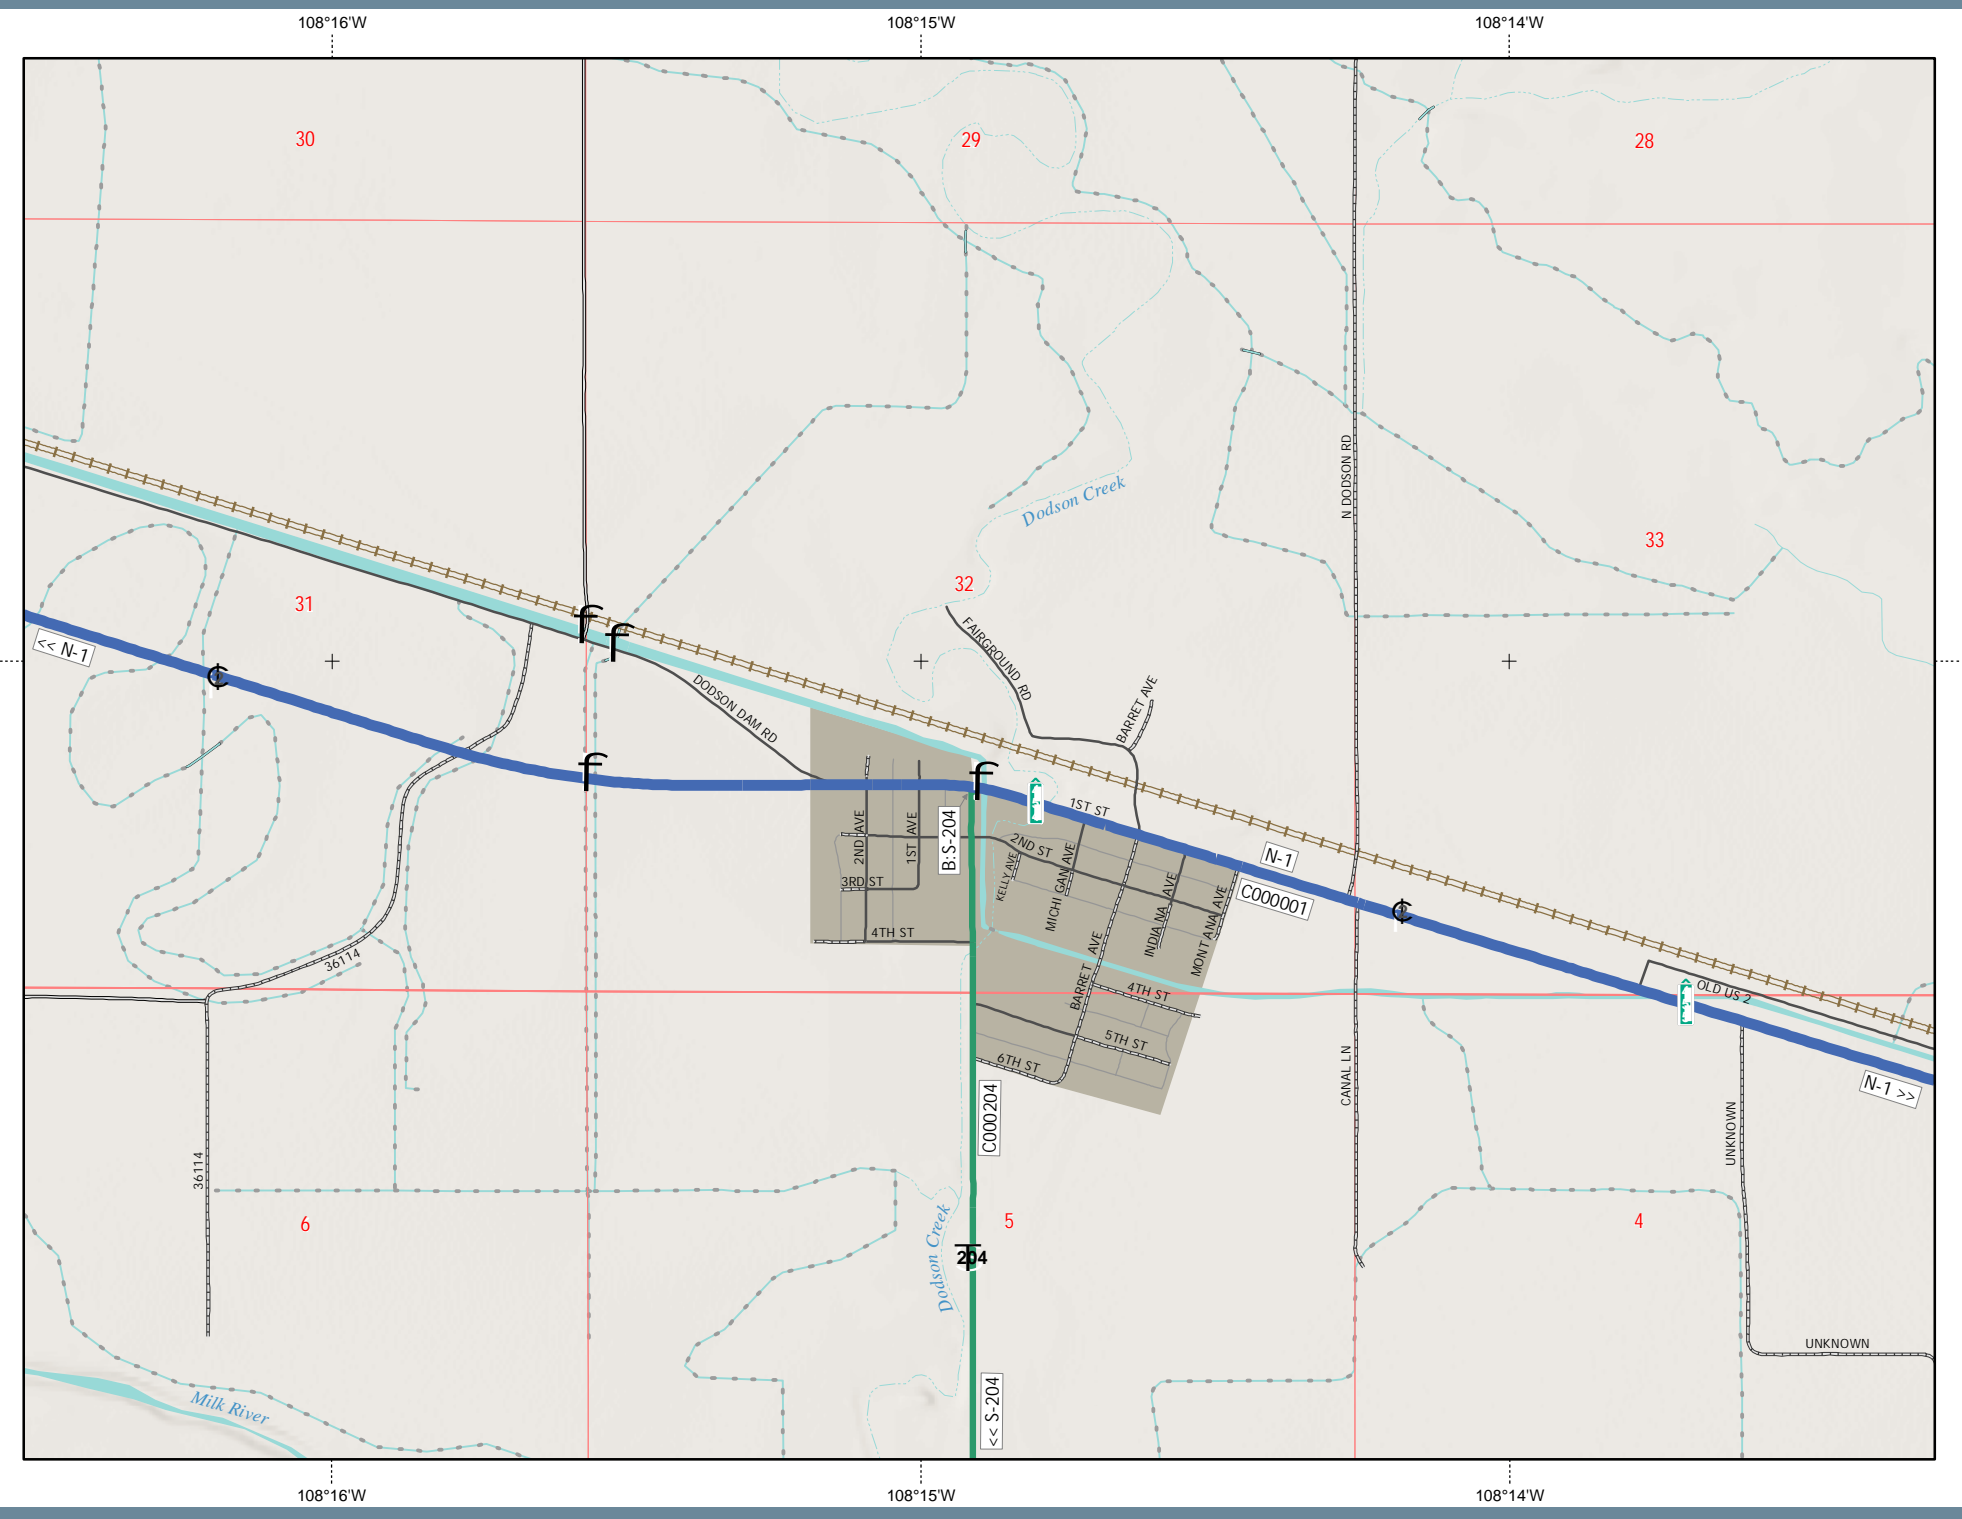 108°16'W
108°15'W
108°14'W
30
29
28
N DODSON RD
Dodson Creek
33
32
31
<< N-1
FAIRGROUND RD
DODSON DAM RD
BARRET AVE
1ST ST
B:S-204
2ND AVE
1ST AVE
2ND ST
N-1
KELLY AVE
MICHI GAN AVE
3RD ST
C000001
INDIA NA AVE
MONT ANA AVE
4TH ST
BARRET AVE
36114
4TH ST
OLD US 2
5TH ST
6TH ST
CANAL LN
N-1 >>
C000204
UNKNOWN
36114
6
5
4
Dodson Creek
204
UNKNOWN
Milk River
<< S-204
108°16'W
108°15'W
108°14'W